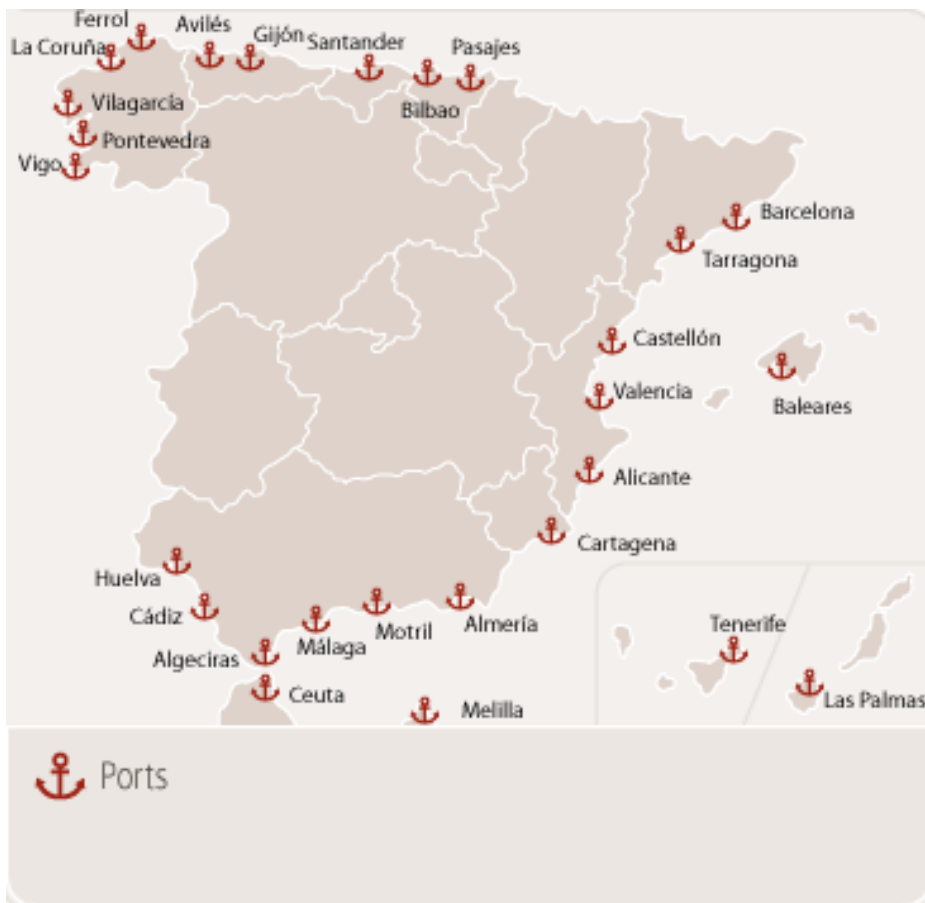 Ferrol
Avilés
Gijón
Santander
Pasajes
La Coruña
Bilbao
Vilagarcía
Pontevedra
Vigo
Barcelona
Tarragona
Castellón
Valencia
Baleares
Alicante
Cartagena
Huelva
Cádiz
Málaga
Motril
Almería
Algeciras
Ceuta
Melilla
Tenerife
Las Palmas
Ports